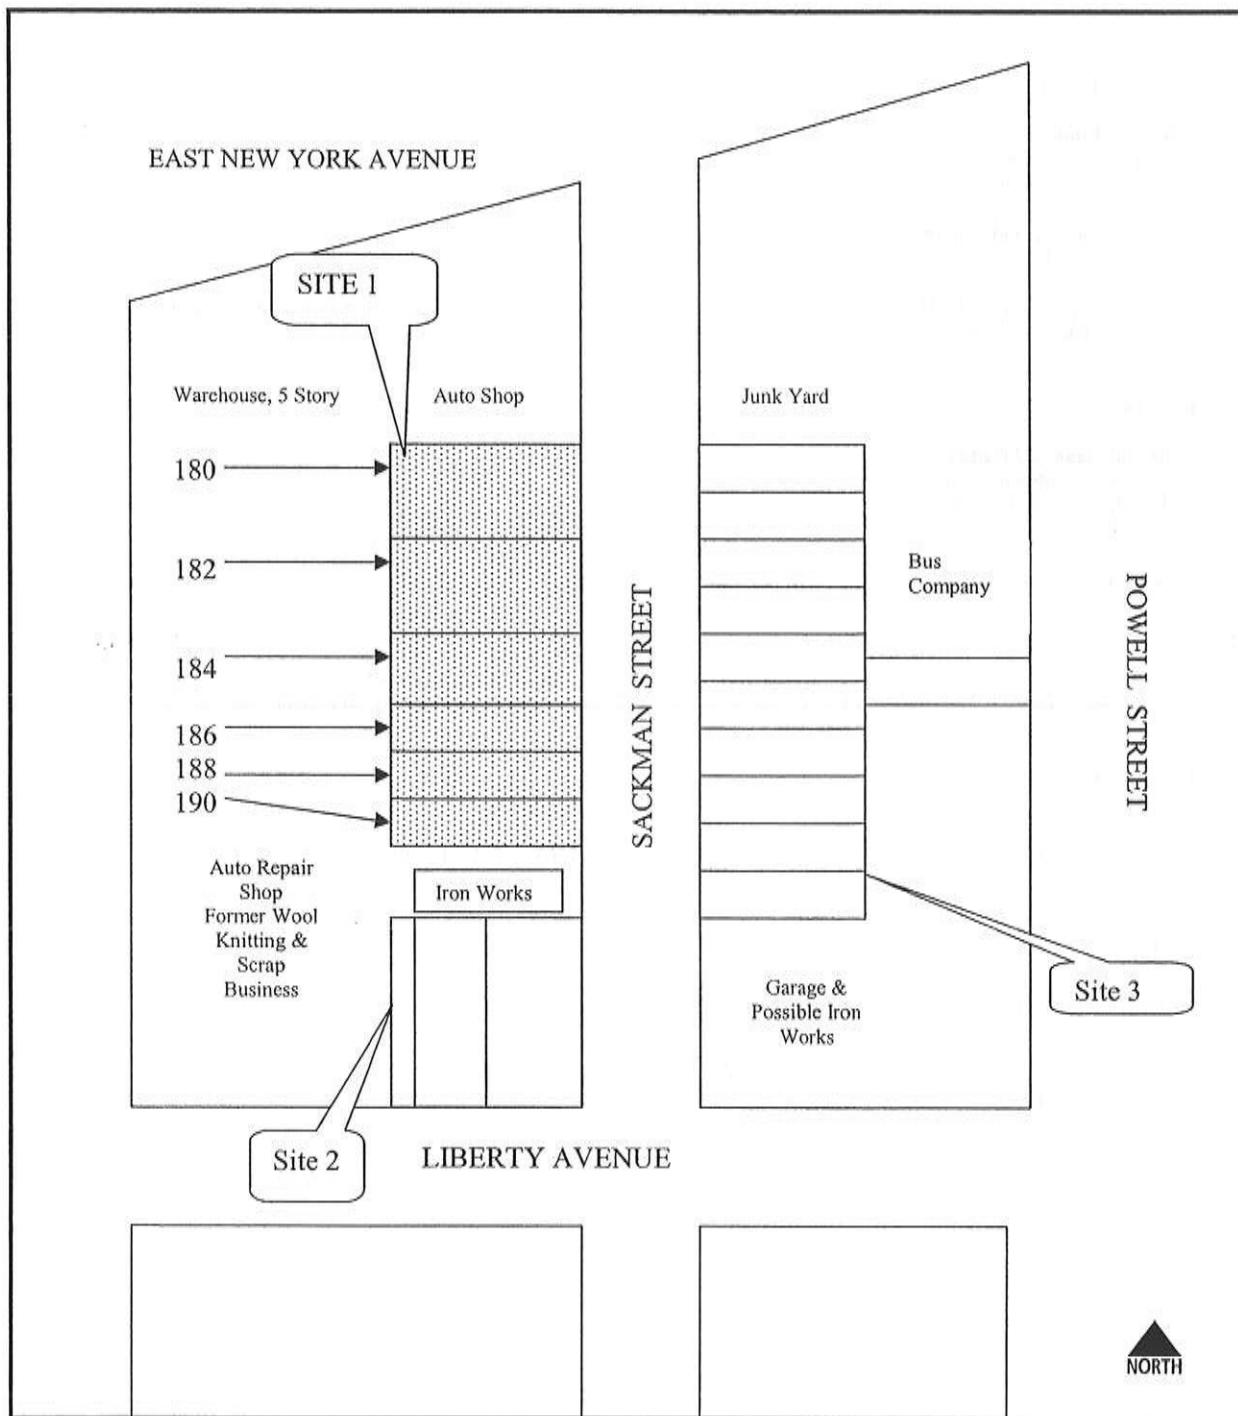 EAST NEW YORK AVENUE
SITE 1
Warehouse, 5 Story
Auto Shop
Junk Yard
180
182
184
186
188
190
Bus
Company
SACKMAN STREET
POWELL STREET
Auto Repair
Shop
Former Wool
Knitting &
Scrap
Business
Iron Works
Garage &
Possible Iron
Works
Site 3
Site 2
LIBERTY AVENUE
NORTH